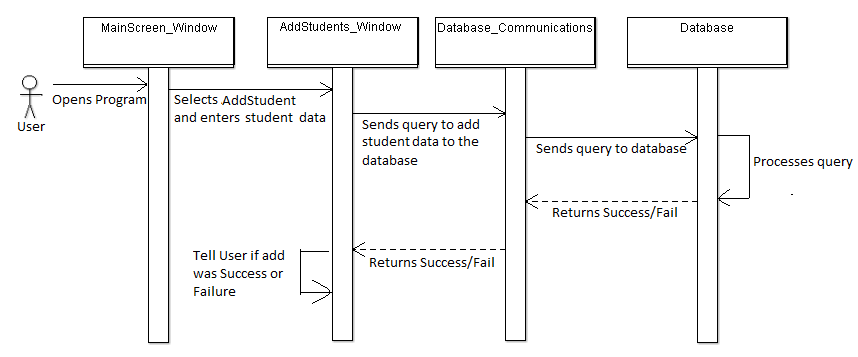 MainScreen_Window
AddStudents_Window
Database_Communications
Database
User
Opens Program
Selects AddStudent
and enters student data
Sends query to add
student data to the
database
Sends query to database
Processes query
Returns Success/Fail
Returns Success/Fail
Tell User if add
was Success or
Failure